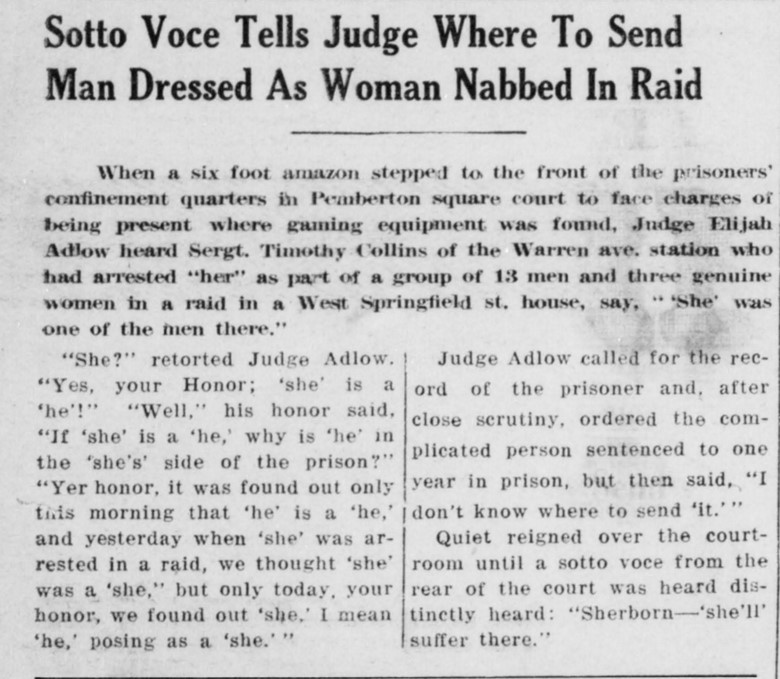 Sotto Voce Tells Judge Where To Send
Man Dressed As Woman Nabbed In Raid
When a six foot amazon stepped to the front of the prisoners'
confinement quarters in Pemberton square court to face charges of
being present where gaming equipment was found, Judge Elijah
Adlow heard Sergt. Timothy Collins of the Warren ave. station who
had arrested "her" as part of a group of 13 men and three genuine
women in a raid in a West Springfield st. house, say, " 'She' was
one of the men there."
"She?" retorted Judge Adlow.
"Yes, your Honor; 'she' is a
'he'!" "Well," his honor said,
"If 'she' is a 'he,' why is 'he' in
the 'she's' side of the prison?"
"Yer honor, it was found out only
this morning that 'he' is a 'he,'
and yesterday when 'she' was ar-
rested in a raid, we thought 'she'
was a 'she," but only today, your
honor, we found out 'she,' I mean
'he,' posing as a 'she.' "
Judge Adlow called for the rec-
ord of the prisoner and, after
close scrutiny, ordered the com-
plicated person sentenced to one
year in prison, but then said, "I
don't know where to send 'it.' "
Quiet reigned over the court-
room until a sotto voce from the
rear of the court was heard dis-
tinctly heard: "Sherborn—'she'll'
suffer there."